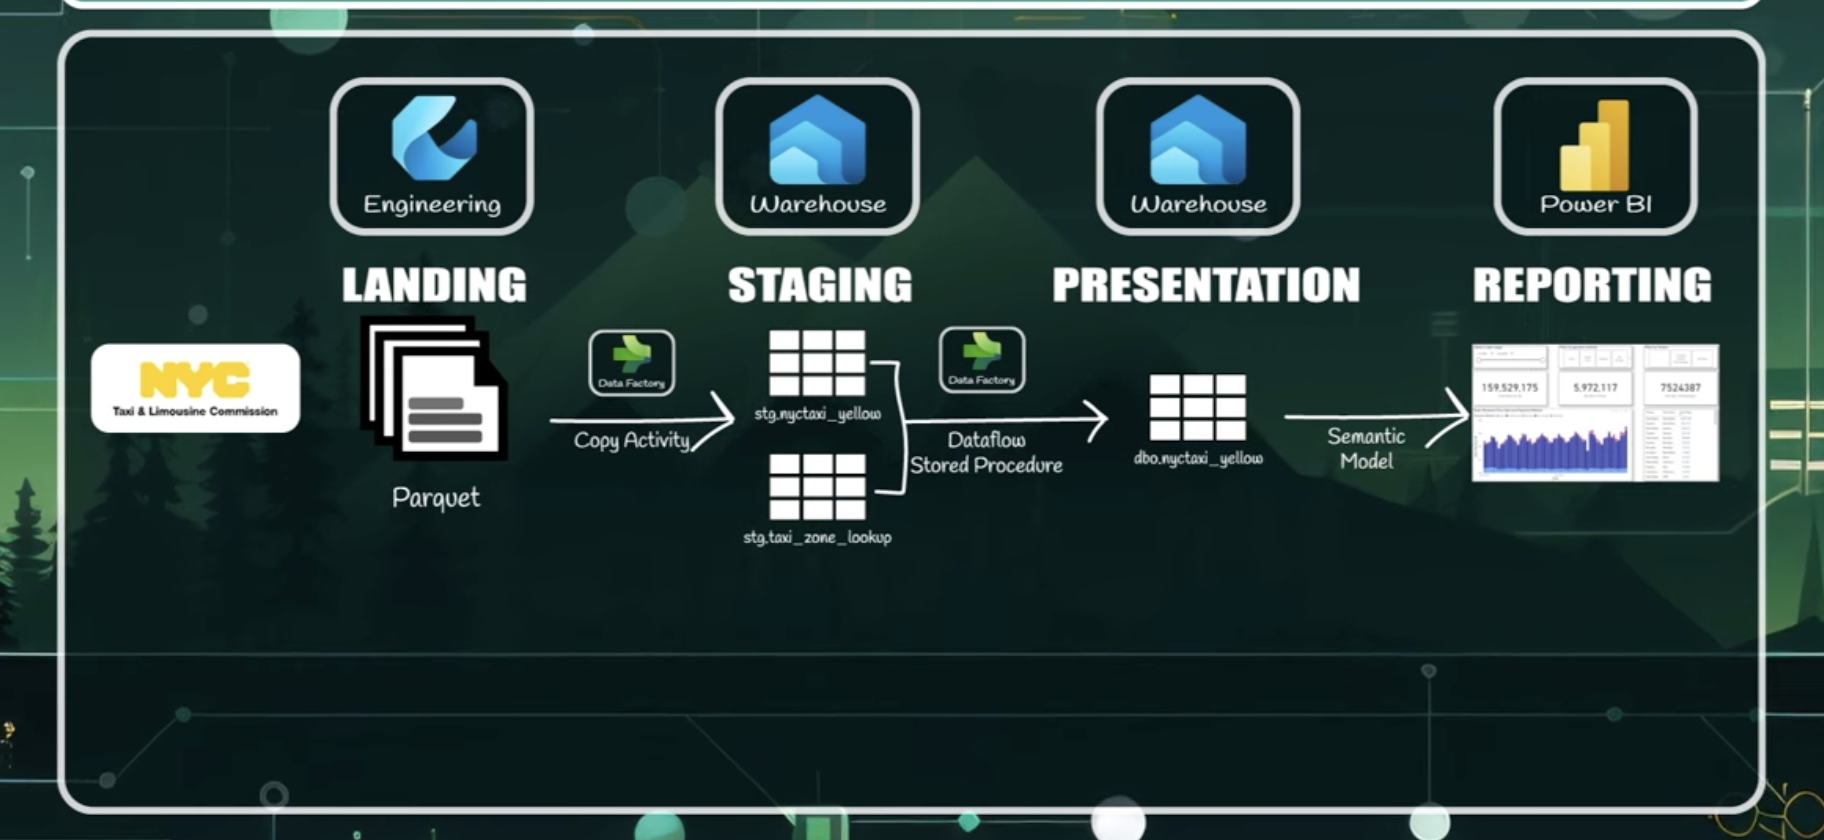 Engineering
Warehouse
Warehouse
Power BI
LANDING
STAGING
PRESENTATION
REPORTING
NYC
Taxi & Limousine Commission
Parquet
Data Factory
Copy Activity
stg.nyctaxi_yellow
stg.taxi_zone_lookup
Data Factory
Dataflow
Stored Procedure
dbo.nyctaxi_yellow
Semantic
Model
159,529,175
5,972,117
7524387